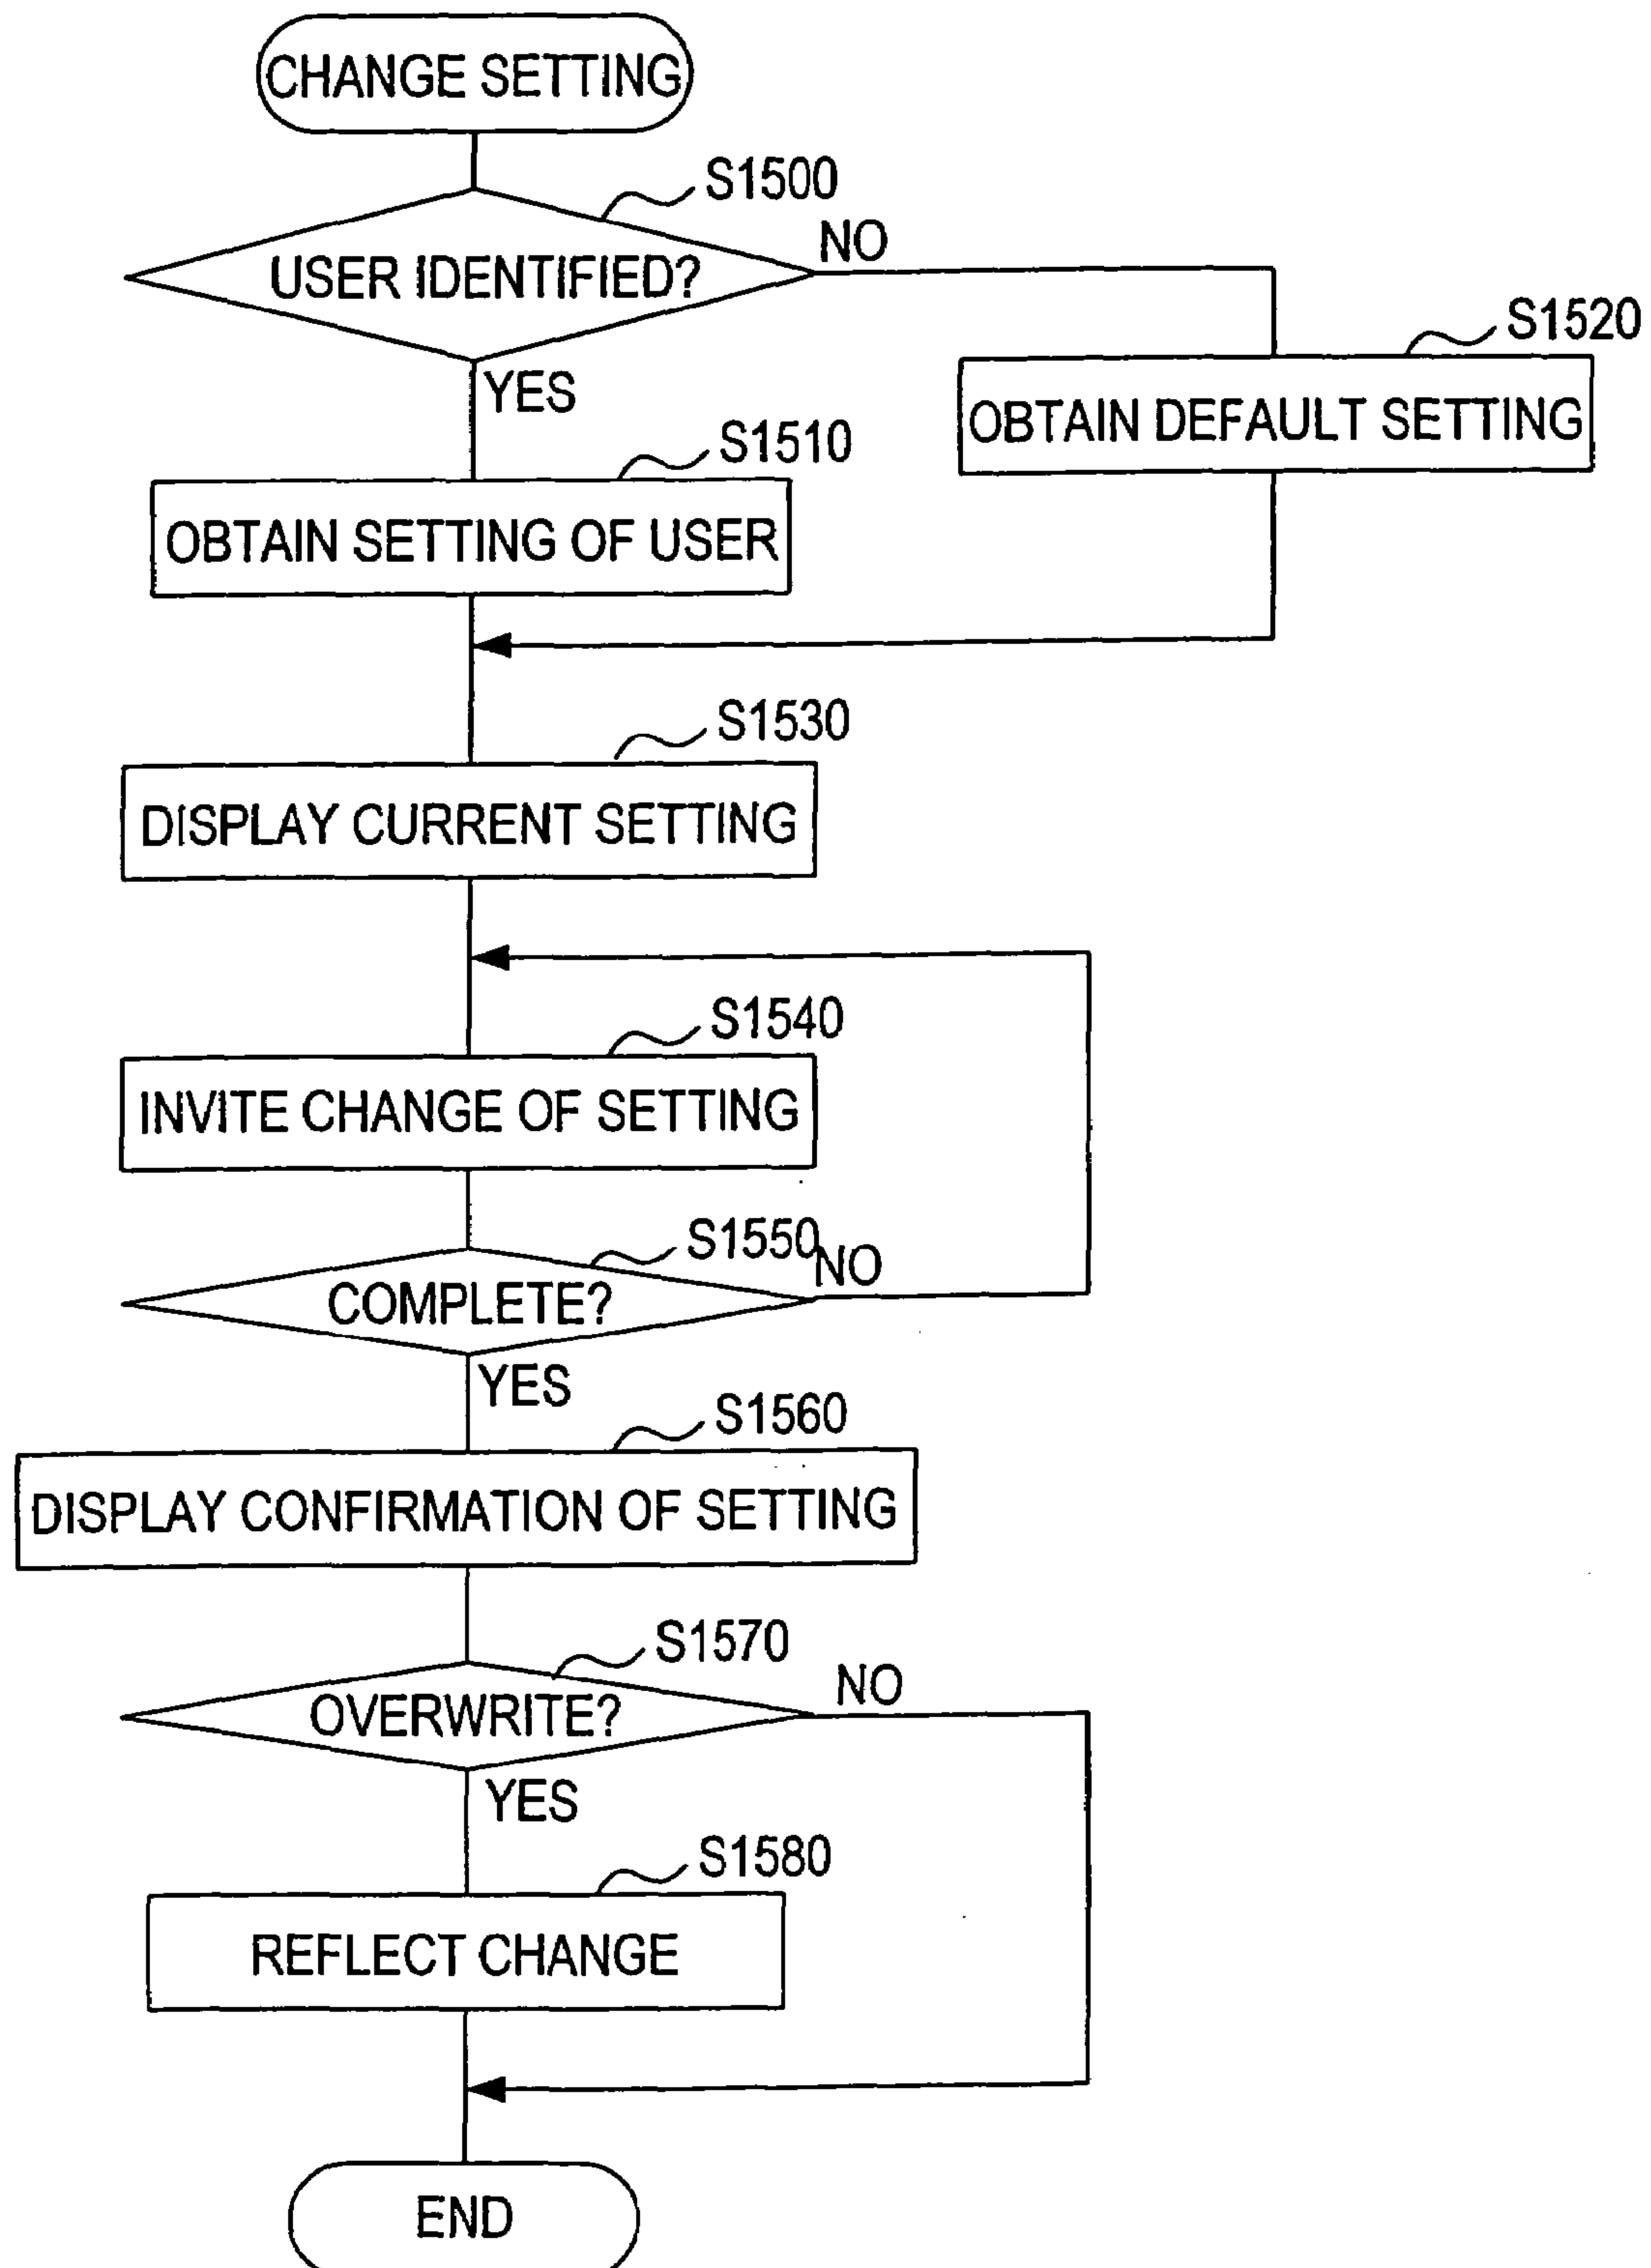 CHANGE SETTING
S1500
USER IDENTIFIED?
NO
YES
S1520
OBTAIN DEFAULT SETTING
S1510
OBTAIN SETTING OF USER
S1530
DISPLAY CURRENT SETTING
S1540
INVITE CHANGE OF SETTING
S1550
NO
COMPLETE?
YES
S1560
DISPLAY CONFIRMATION OF SETTING
S1570
NO
OVERWRITE?
YES
S1580
REFLECT CHANGE
END